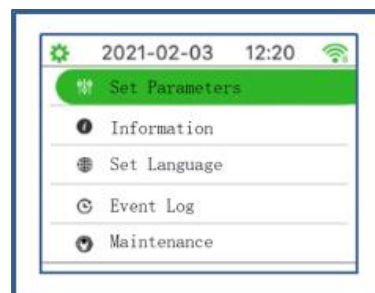 2021-02-03 12:20
Set Parameters
Information
Set Language
Event Log
Maintenance